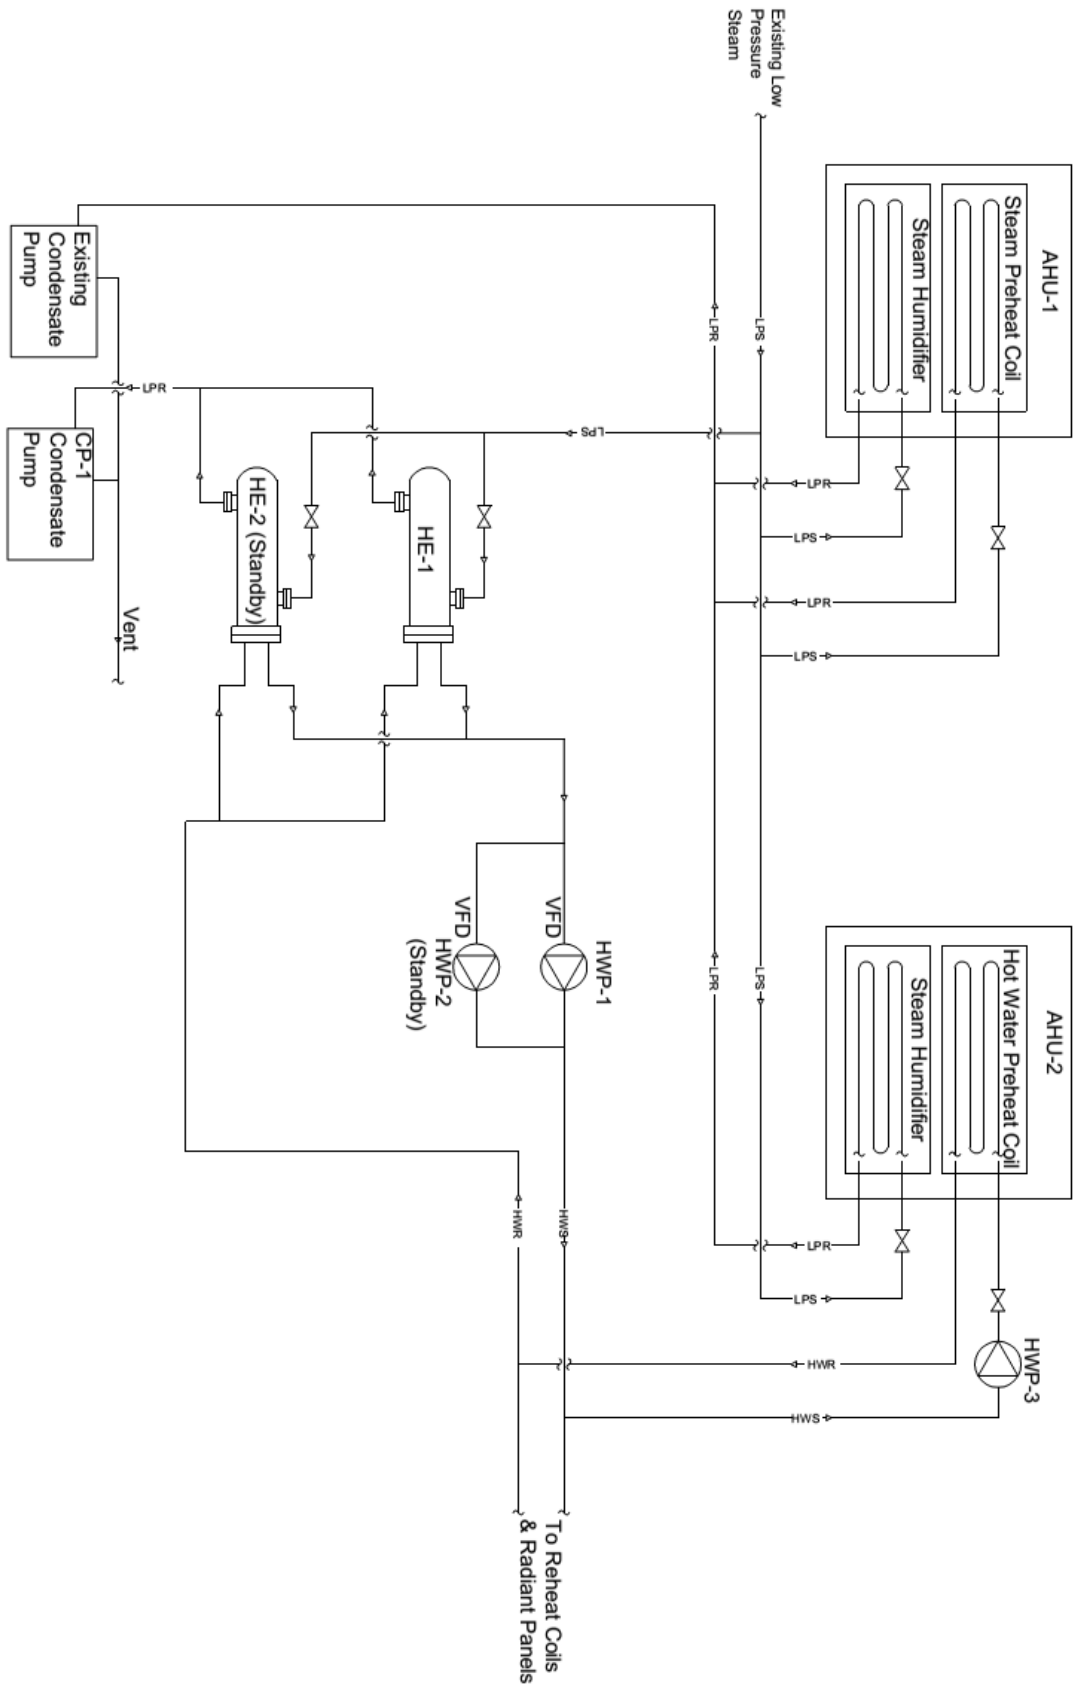 Existing Low
Pressure
Steam
AHU-1
Steam Preheat Coil
Steam Humidifier
AHU-2
Hot Water Preheat Coil
Steam Humidifier
LPS
LPR
LPR
LPS
LPR
LPS
LPS
LPR
LPR
LPS
HWR
HWS
HWP-3
LPS
LPR
Existing
Condensate
Pump
CP-1
Condensate
Pump
Vent
HE-1
HE-2 (Standby)
HWP-1
VFD
VFD
HWP-2
(Standby)
HWS
HWR
To Reheat Coils
& Radiant Panels